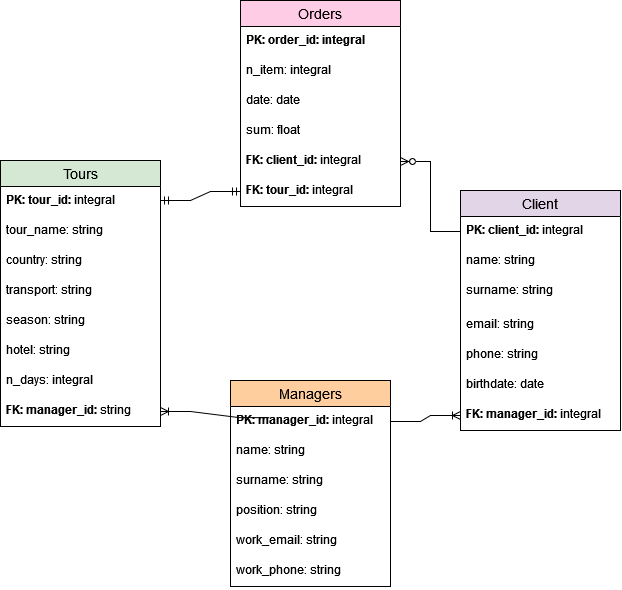 Orders
PK: order_id: integral
n_item: integral
date: date
sum: float
FK: client_id: integral
FK: tour_id: integral
Tours
PK: tour_id: integral
tour_name: string
country: string
transport: string
season: string
hotel: string
n_days: integral
FK: manager_id: string
Client
PK: client_id: integral
name: string
surname: string
email: string
phone: string
birthdate: date
FK: manager_id: integral
Managers
PK: manager_id: integral
name: string
surname: string
position: string
work_email: string
work_phone: string